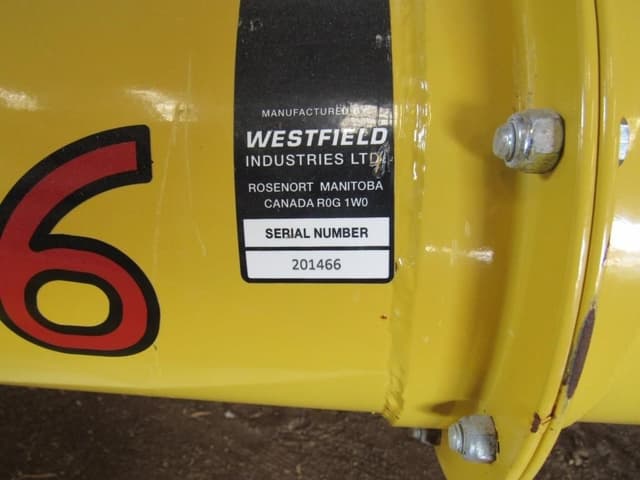 MANUFACTURED BY
WESTFIELD
INDUSTRIES LTD.
ROSENORT MANITOBA
CANADA R0G 1W0
SERIAL NUMBER
201466
6